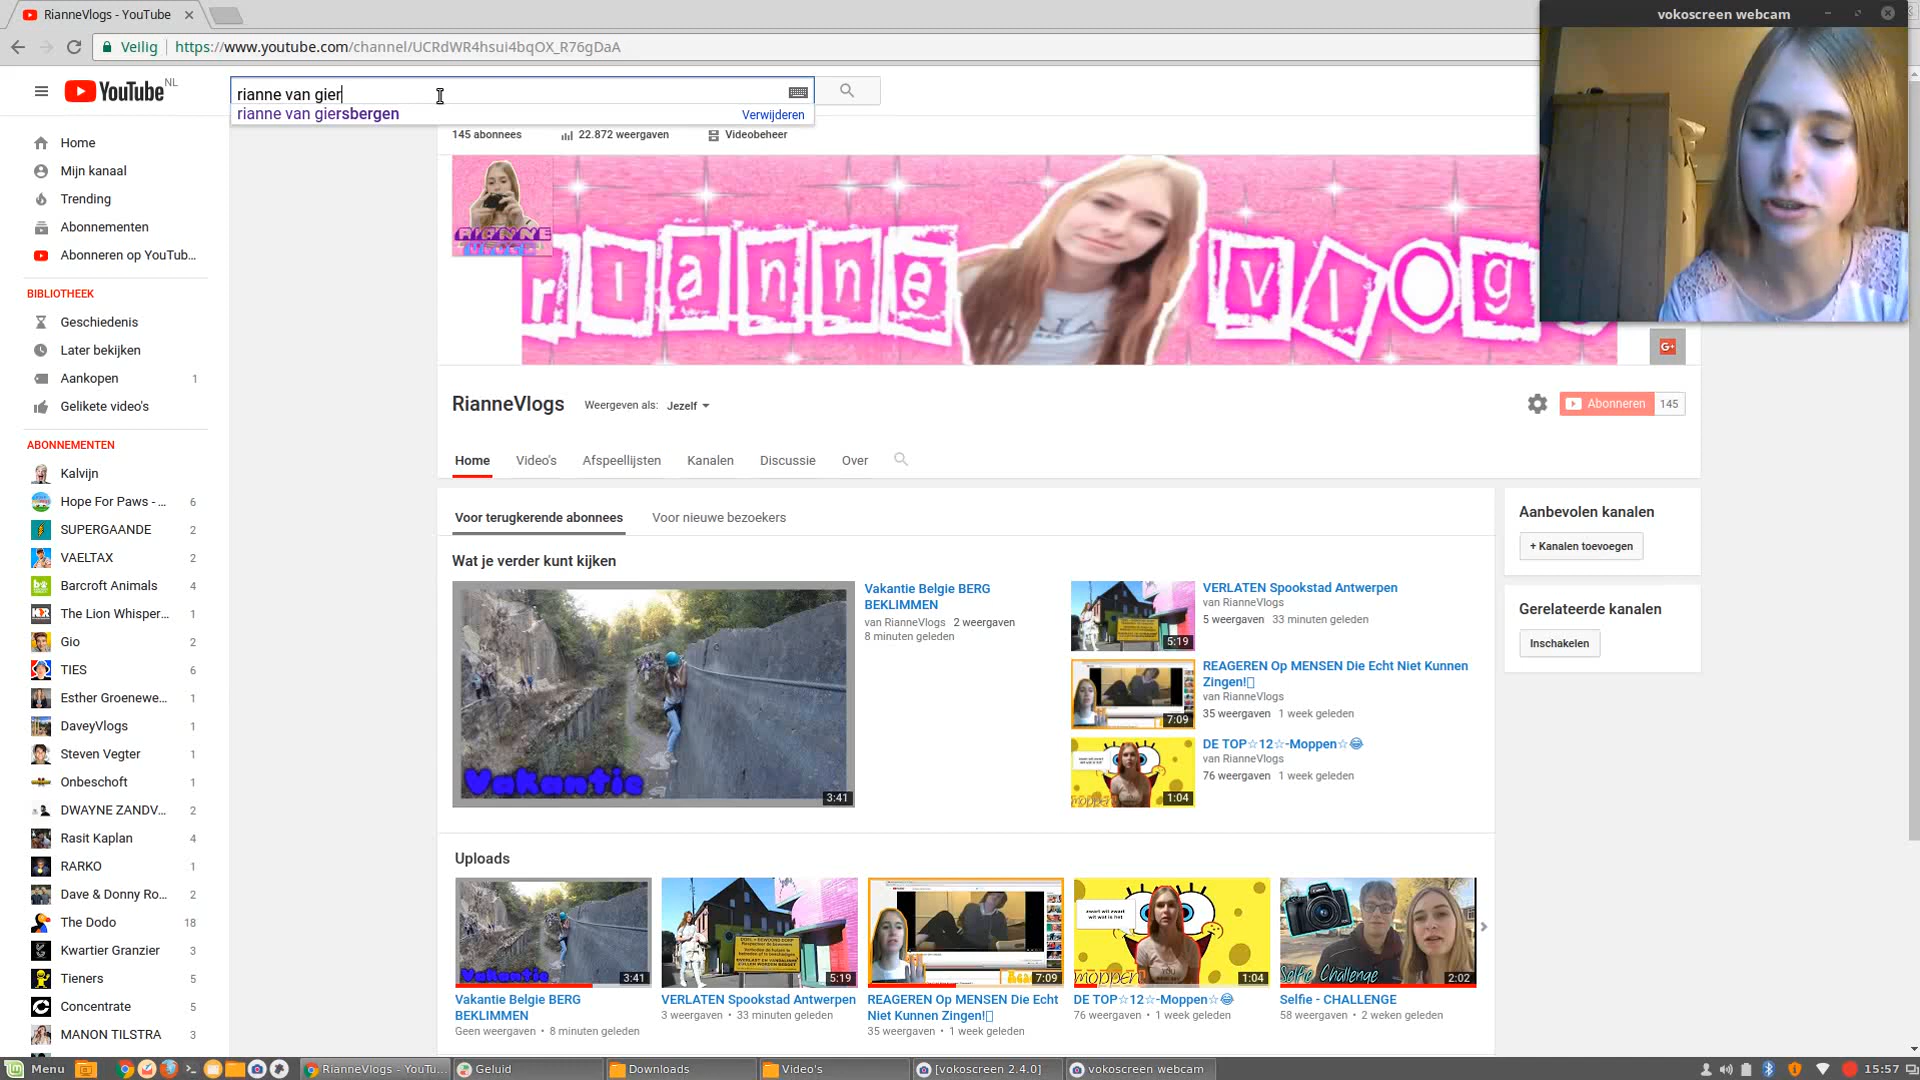 RianneVlogs - YouTube
vokoscreen webcam
Veilig
https://www.youtube.com/channel/UCRdWR4hsui4bqOX_R76gDaA
YouTube NL
rianne van gier
rianne van giersbergen
Verwijderen
145 abonnees
22.872 weergaven
Videobeheer
Home
Mijn kanaal
Trending
Abonnementen
Abonneren op YouTub...
BIBLIOTHEEK
Geschiedenis
Later bekijken
Aankopen 1
Gelikete video's
ABONNEMENTEN
Kalvijn
Hope For Paws - ... 6
SUPERGAANDE 2
VAELTAX 2
Barcroft Animals 4
The Lion Whisper... 1
Gio 2
TIES 6
Esther Groenewe... 1
DaveyVlogs 1
Steven Vegter 1
Onbeschoft 1
DWAYNE ZANDV... 2
Rasit Kaplan 4
RARKO 1
Dave & Donny Ro... 2
The Dodo 18
Kwartier Granzier 3
Tieners 5
Concentrate 5
MANON TILSTRA 3
RIANNE
rianne vlog
G+
RianneVlogs
Weergeven als: Jezelf
Abonneren 145
Home
Video's
Afspeellijsten
Kanalen
Discussie
Over
Voor terugkerende abonnees
Voor nieuwe bezoekers
Wat je verder kunt kijken
Vakantie
3:41
Vakantie Belgie BERG
BEKLIMMEN
van RianneVlogs 2 weergaven
8 minuten geleden
5:19
VERLATEN Spookstad Antwerpen
van RianneVlogs
5 weergaven 33 minuten geleden
7:09
REAGEREN Op MENSEN Die Echt Niet Kunnen
Zingen!
van RianneVlogs
35 weergaven 1 week geleden
moppen
1:04
DE TOP☆12☆-Moppen☆😂
van RianneVlogs
76 weergaven 1 week geleden
Aanbevolen kanalen
+ Kanalen toevoegen
Gerelateerde kanalen
Inschakelen
Uploads
Vakantie
3:41
Vakantie Belgie BERG
BEKLIMMEN
Geen weergaven • 8 minuten geleden
5:19
VERLATEN Spookstad Antwerpen
3 weergaven • 33 minuten geleden
7:09
REAGEREN Op MENSEN Die Echt
Niet Kunnen Zingen!
35 weergaven • 1 week geleden
zwart wit zwart
wit wat is het
moppen
1:04
DE TOP☆12☆-Moppen☆😂
76 weergaven • 1 week geleden
Canon
Selfie Challenge
2:02
Selfie - CHALLENGE
58 weergaven • 2 weken geleden
Menu
RianneVlogs - YouTu...
Geluid
Downloads
Video's
[vokoscreen 2.4.0]
vokoscreen webcam
15:57